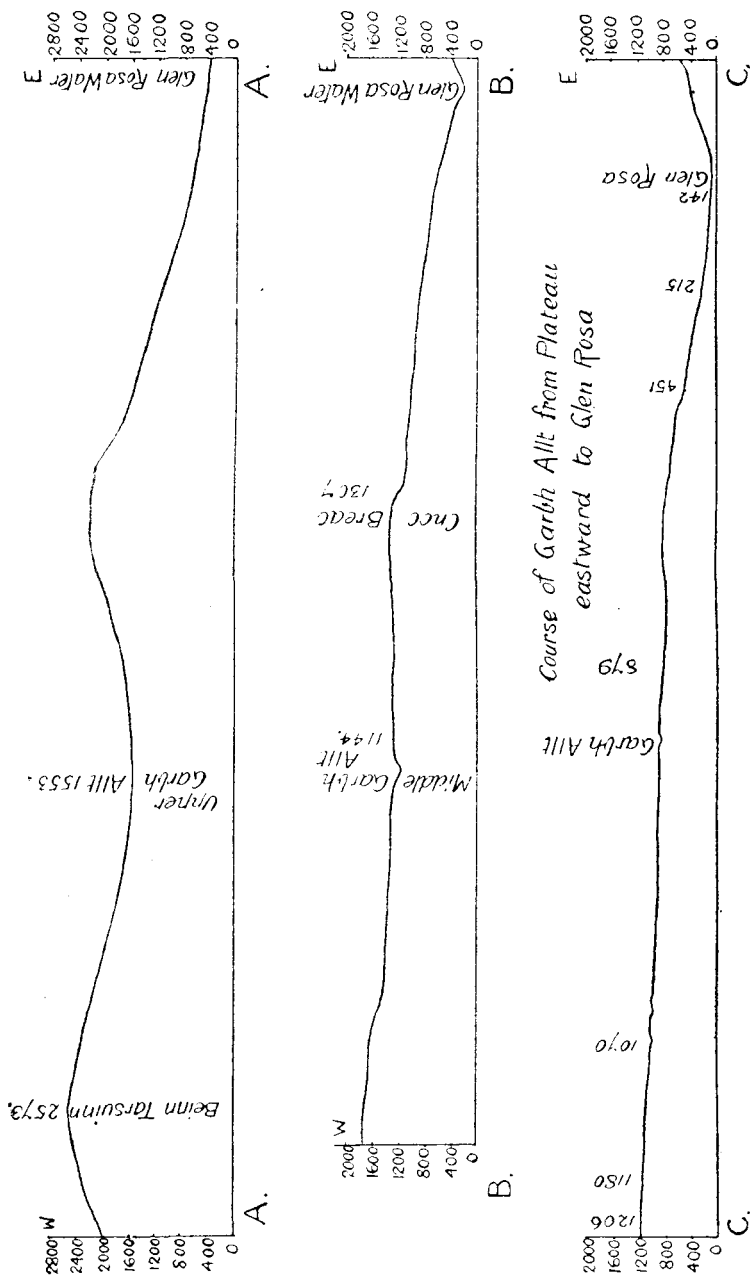 A.
W
2800
2400
2000
1600
1200
800
400
0
Beinn Tarsuinn 2573.
Upper
Garbh
Allt 1553.
Glen Rosa Water
E
2800
2400
2000
1600
1200
800
400
0
A.
B.
W
2000
1600
1200
800
400
0
Middle
Garbh
Allt
1144.
Cnoc
Breac
1307
Glen Rosa Water
E
2000
1600
1200
800
400
0
B.
Course of Garbh Allt from Plateau
eastward to Glen Rosa
C.
2000
1600
1200
800
400
0
1206
1180
1070
Garbh Allt
879
451
215
142
Glen Rosa
E
2000
1600
1200
800
400
0
C.